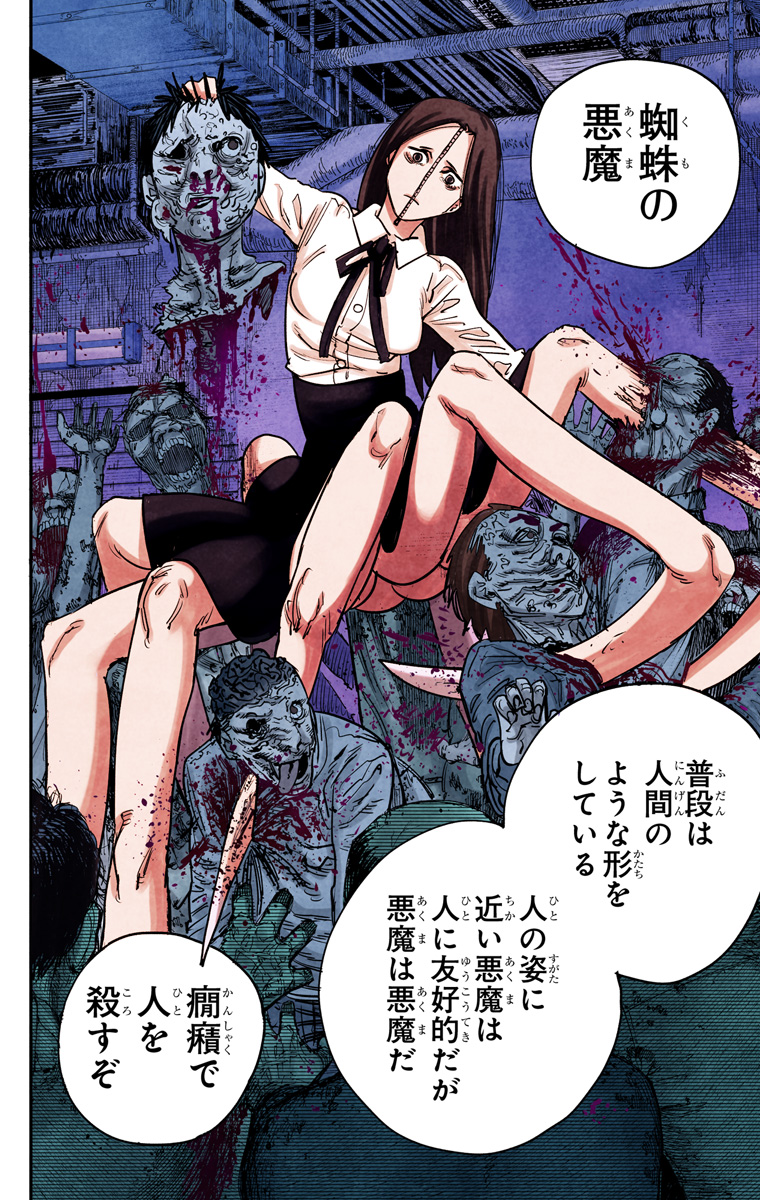 蜘蛛の
悪魔
普段は
人間の
ような形を
している
人の姿に
近い悪魔は
人に友好的だが
悪魔は悪魔だ
癇癪で
人を
殺すぞ